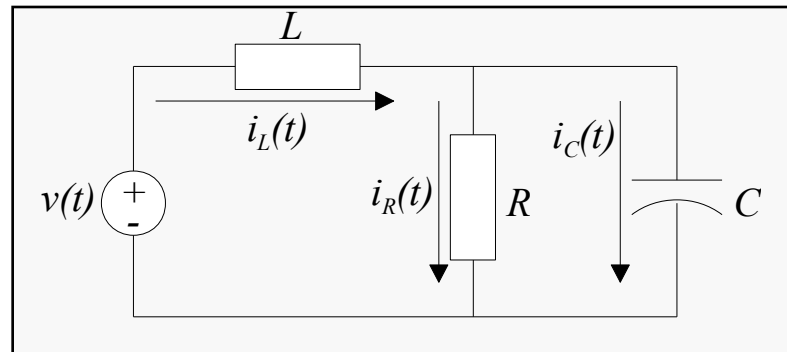 L
i_L(t)
v(t)
+
-
i_R(t)
R
i_C(t)
C